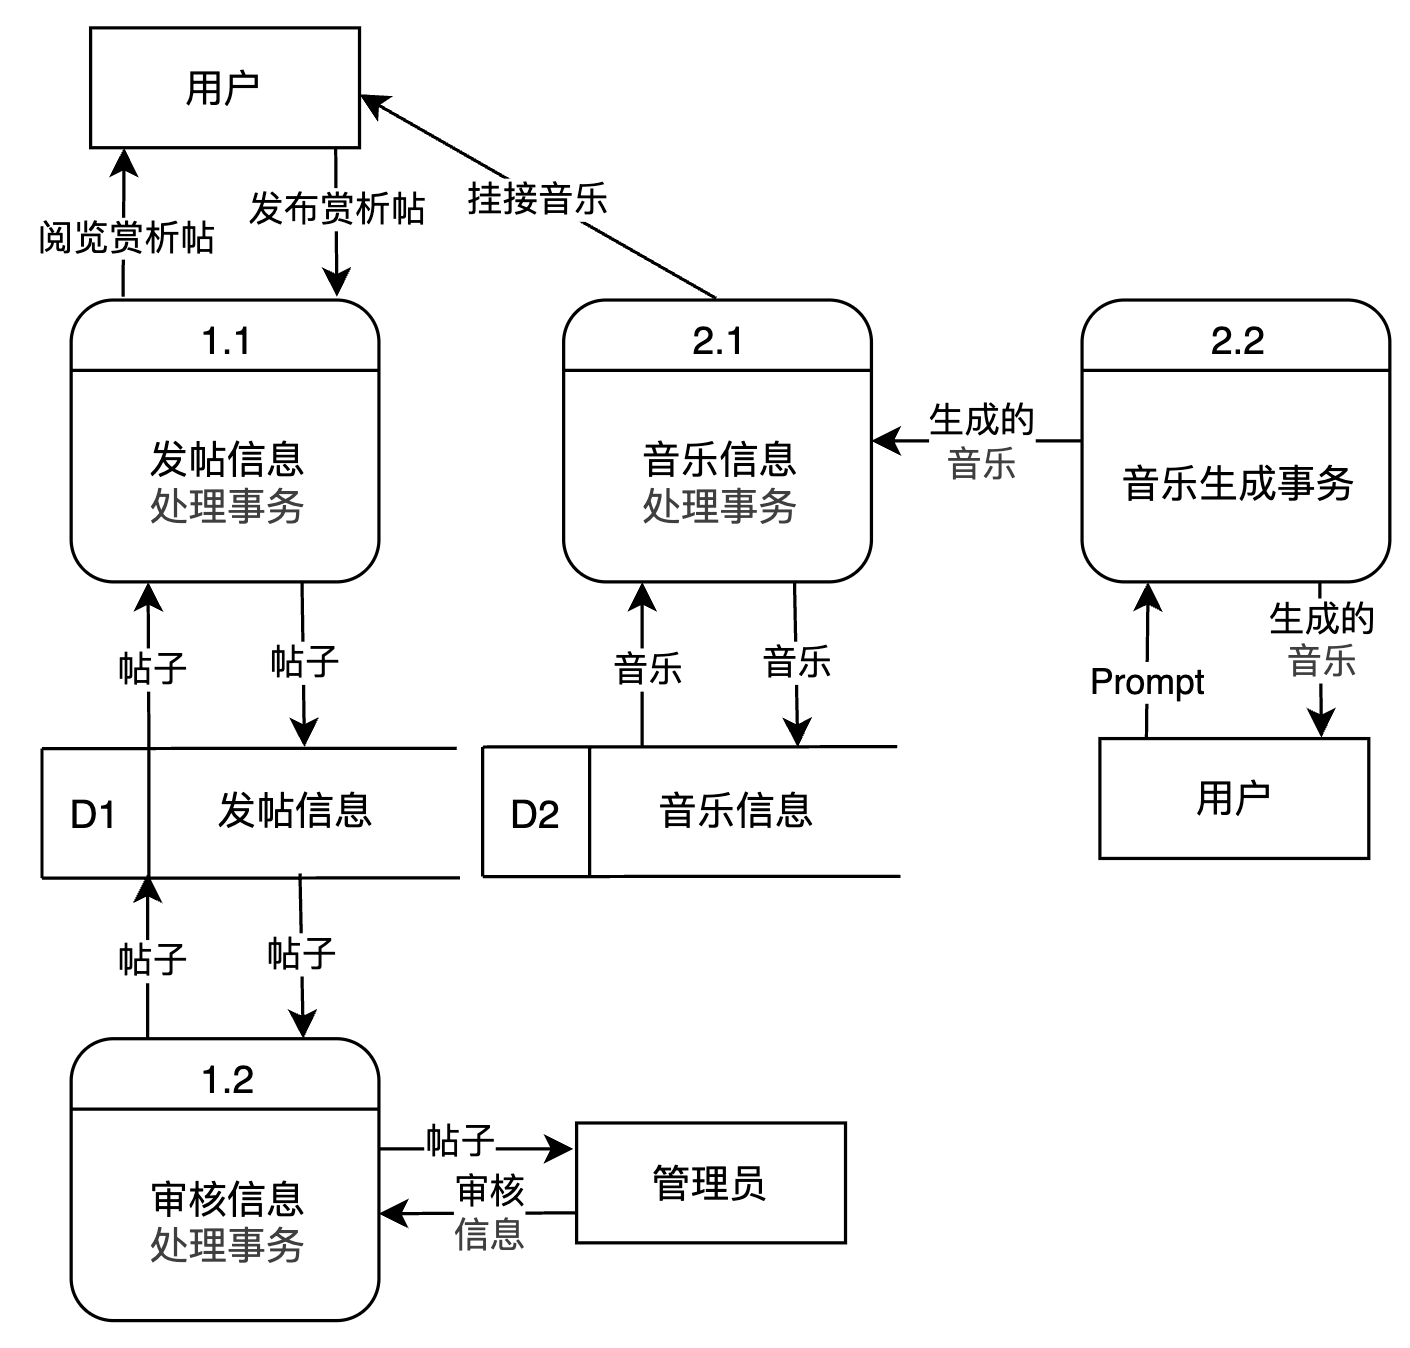 用户
阅览赏析帖
发布赏析帖
挂接音乐
1.1
发帖信息
处理事务
2.1
音乐信息
处理事务
生成的
音乐
2.2
音乐生成事务
帖子
帖子
音乐
音乐
Prompt
生成的
音乐
D1
发帖信息
D2
音乐信息
用户
帖子
帖子
1.2
审核信息
处理事务
帖子
审核
信息
管理员